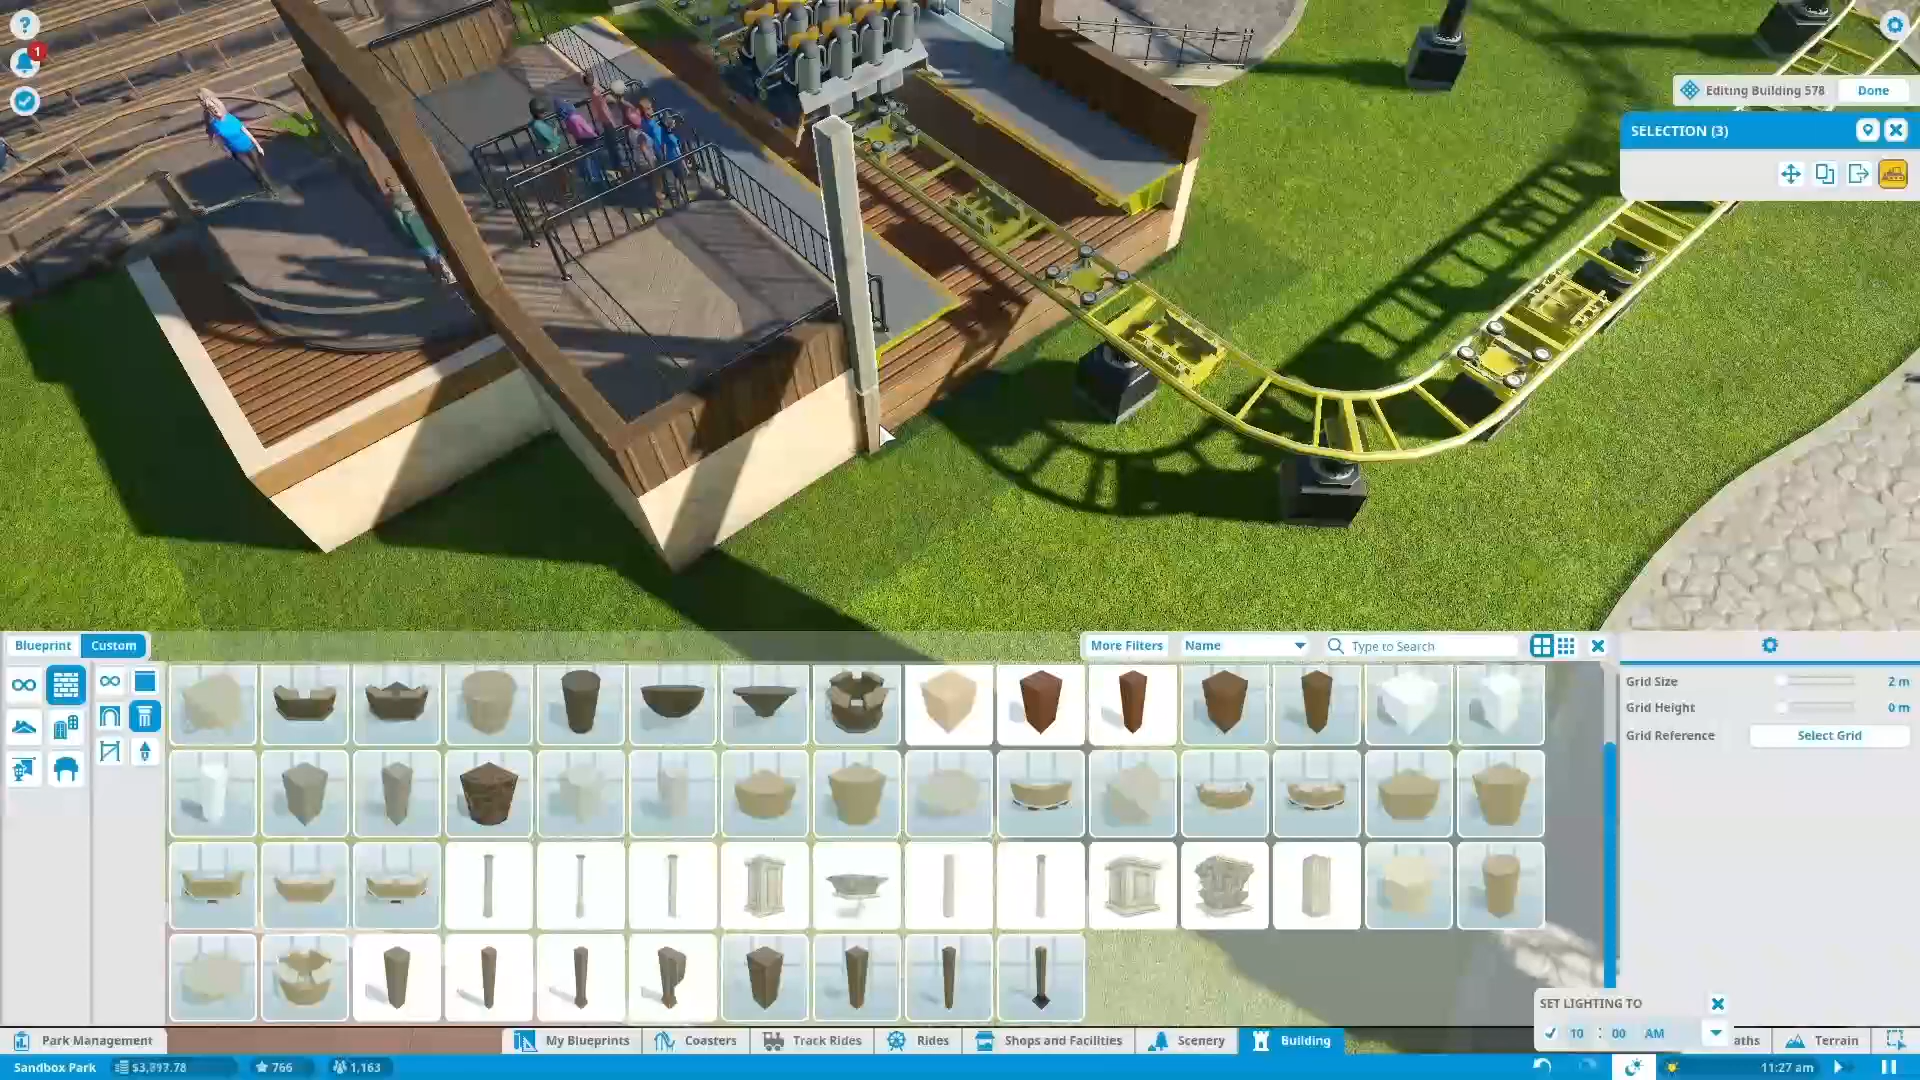 ?
1
Editing Building 578
Done
SELECTION (3)
Blueprint
Custom
More Filters
Name
Type to Search
Grid Size
2 m
Grid Height
0 m
Grid Reference
Select Grid
SET LIGHTING TO
10 : 00 AM
Park Management
My Blueprints
Coasters
Track Rides
Rides
Shops and Facilities
Scenery
Building
aths
Terrain
Sandbox Park
766
1,163
11:27 am